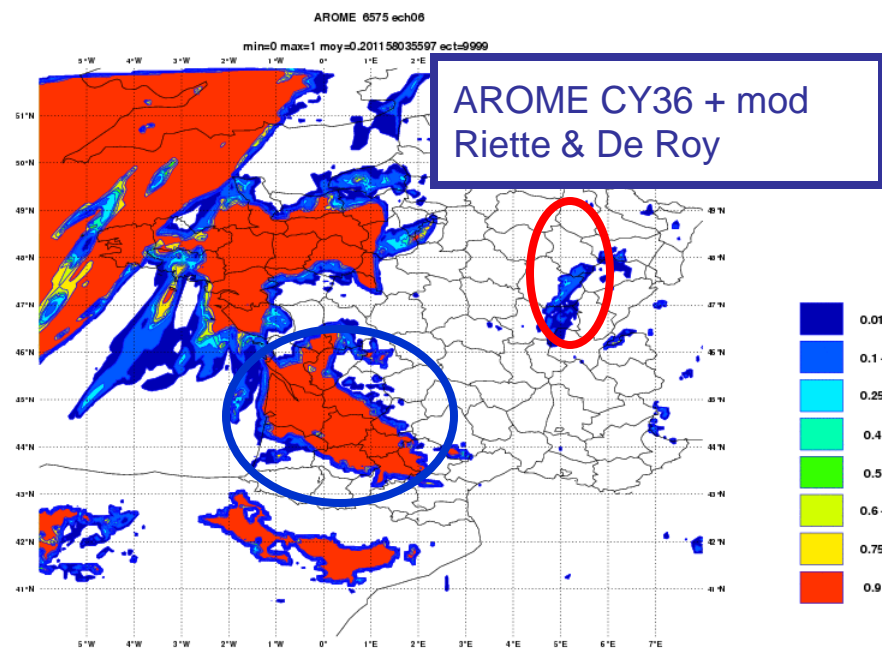 AROME 6575 ech06
min=0 max=1 moy=0.201158035597 ect=9999
5°W 4°W 3°W 2°W 1°W 0° 1°E 2°E
AROME CY36 + mod
Riette & De Roy
51°N
50°N
49°N 49°N
48°N 48°N
47°N 47°N
46°N 46°N
45°N 45°N
44°N 44°N
43°N 43°N
42°N 42°N
41°N 41°N
5°W 4°W 3°W 2°W 1°W 0° 1°E 2°E 3°E 4°E 5°E 6°E 7°E
0.01
0.1
0.25
0.4
0.5
0.6
0.75
0.9